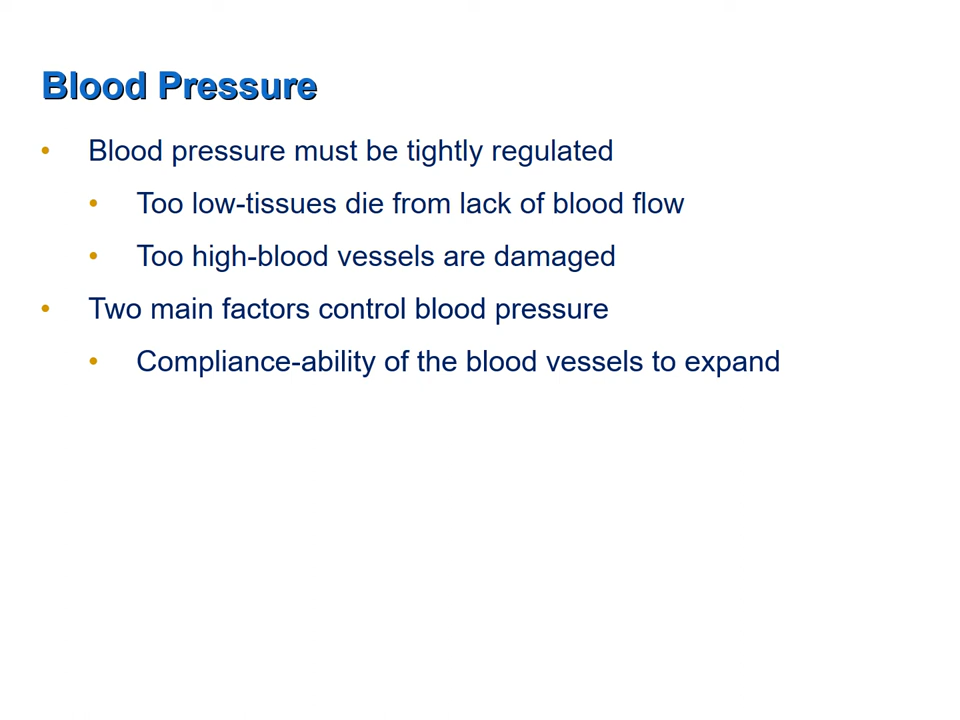 Blood Pressure
• Blood pressure must be tightly regulated
• Too low-tissues die from lack of blood flow
• Too high-blood vessels are damaged
• Two main factors control blood pressure
• Compliance-ability of the blood vessels to expand